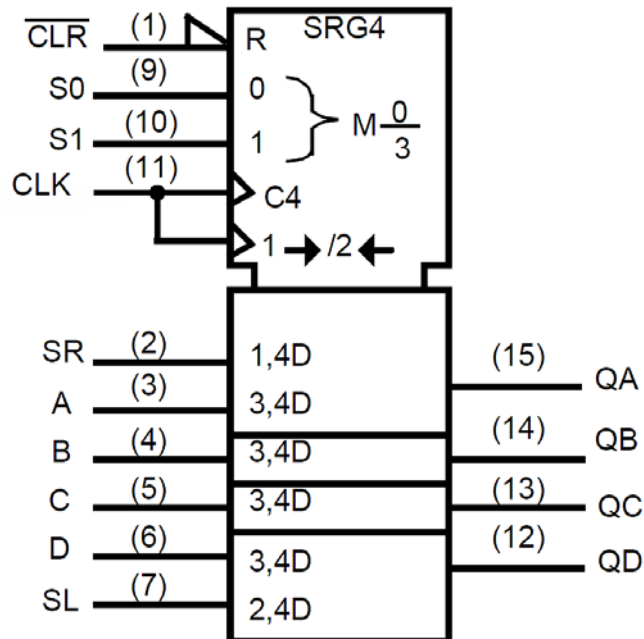 CLR (1) R SRG4
S0 (9) 0
M 0/3
S1 (10) 1
CLK (11) C4
1 /2
SR (2) 1,4D (15) QA
A (3) 3,4D
B (4) 3,4D (14) QB
C (5) 3,4D (13) QC
D (6) 3,4D (12) QD
SL (7) 2,4D